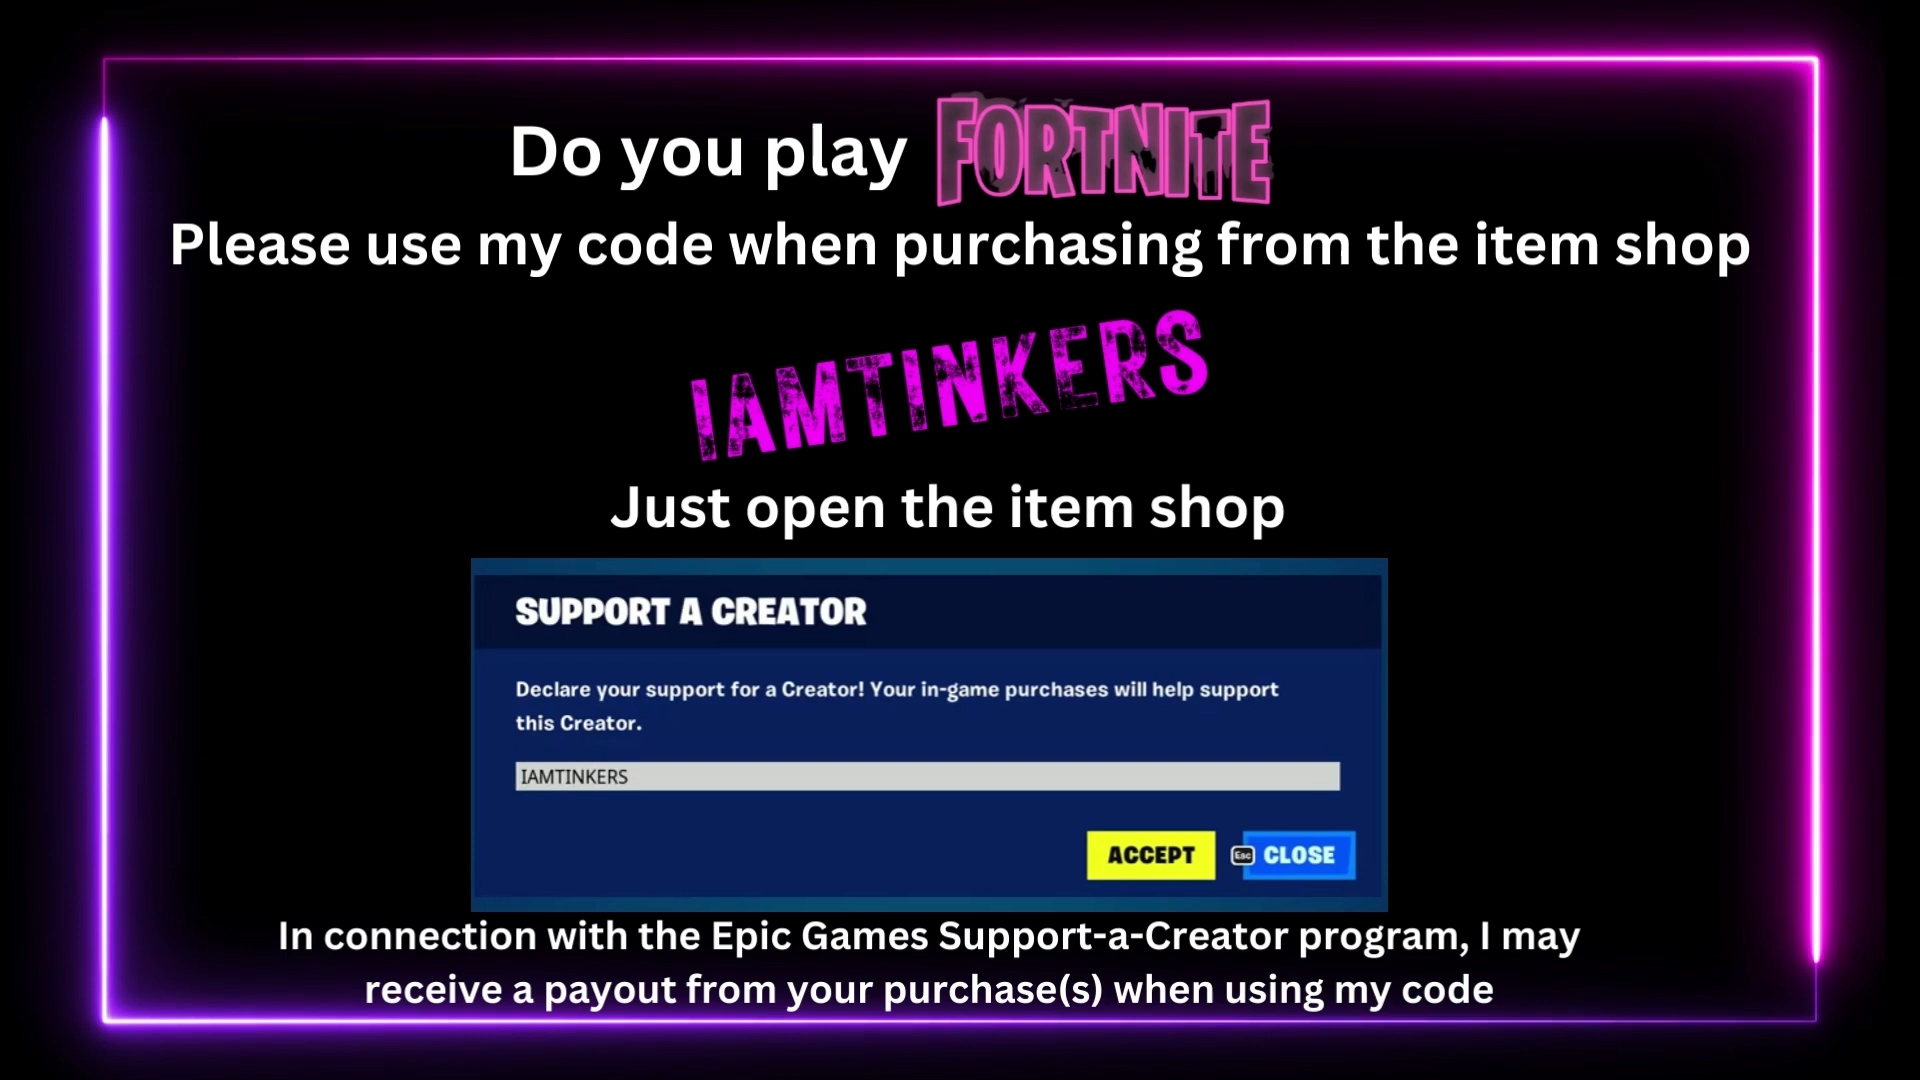 Do you play FORTNITE
Please use my code when purchasing from the item shop
IAMTINKERS
Just open the item shop
SUPPORT A CREATOR
Declare your support for a Creator! Your in-game purchases will help support
this Creator.
IAMTINKERS
ACCEPT Esc CLOSE
In connection with the Epic Games Support-a-Creator program, I may
receive a payout from your purchase(s) when using my code